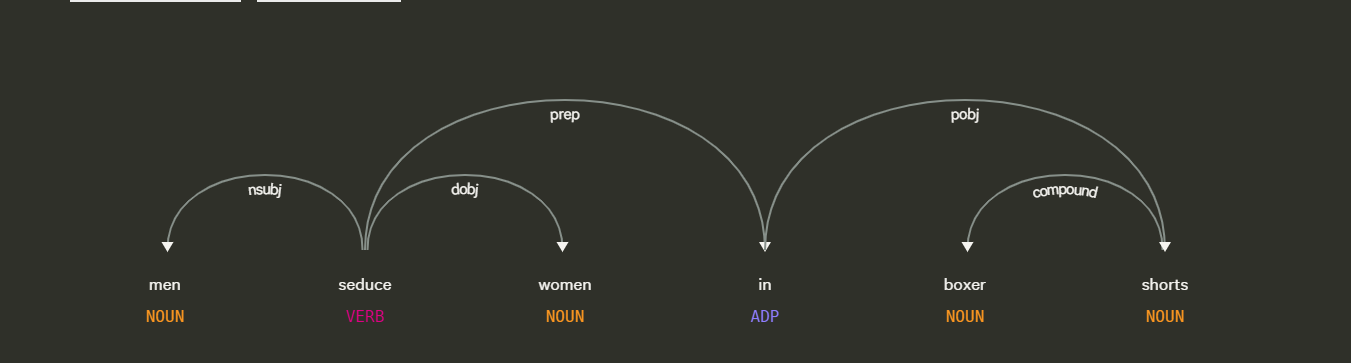 prep pobj
nsubj dobj compound
men seduce women in boxer shorts
NOUN VERB NOUN ADP NOUN NOUN